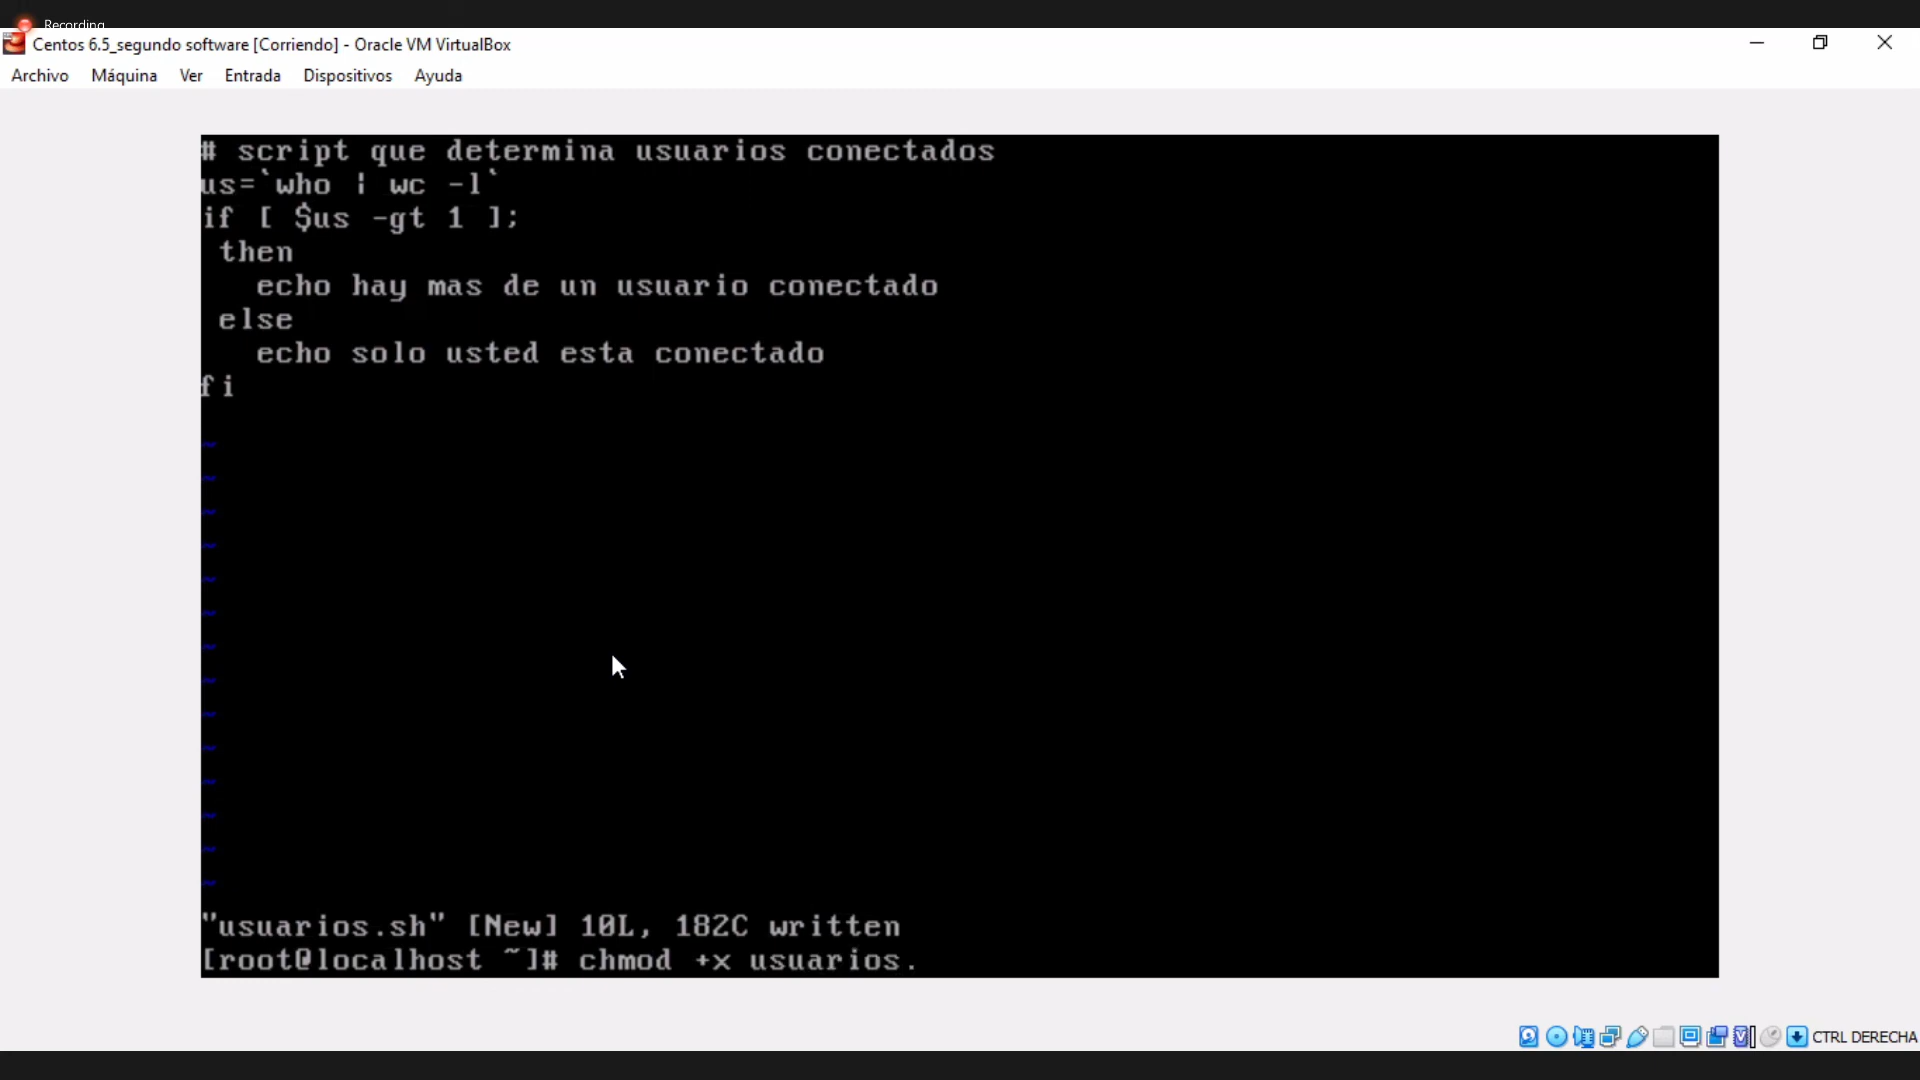 Recording
Centos 6.5_segundo software [Corriendo] - Oracle VM VirtualBox
Archivo Máquina Ver Entrada Dispositivos Ayuda
# script que determina usuarios conectados
us=`who | wc -l`
if [ $us -gt 1 ];
then
echo hay mas de un usuario conectado
else
echo solo usted esta conectado
fi
~
~
~
~
~
~
~
~
~
~
~
~
~
~
"usuarios.sh" [New] 10L, 182C written
[root@localhost ~]# chmod +x usuarios.
CTRL DERECHA